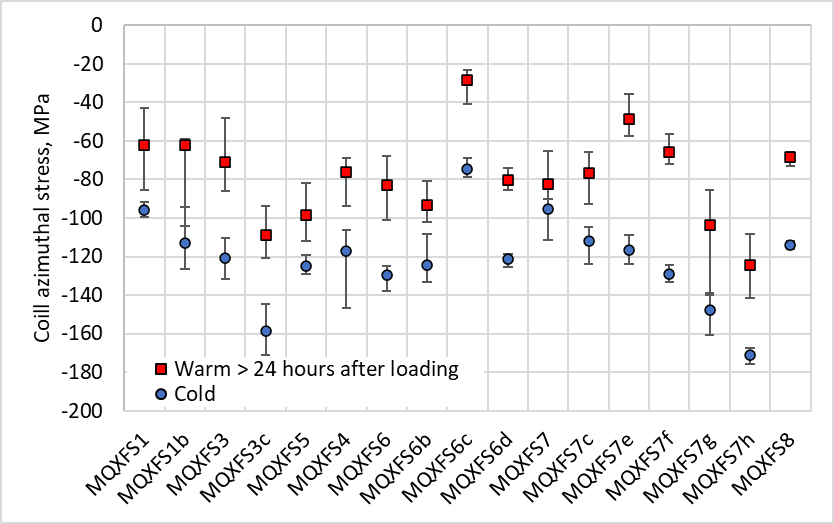 0
-20
-40
-60
-80
-100
-120
-140
-160
-180
-200
Coill azimuthal stress, MPa
Warm > 24 hours after loading
Cold
MQXFS1
MQXFS1b
MQXFS3
MQXFS3c
MQXFS5
MQXFS4
MQXFS6
MQXFS6b
MQXFS6c
MQXFS6d
MQXFS7
MQXFS7c
MQXFS7e
MQXFS7f
MQXFS7g
MQXFS7h
MQXFS8